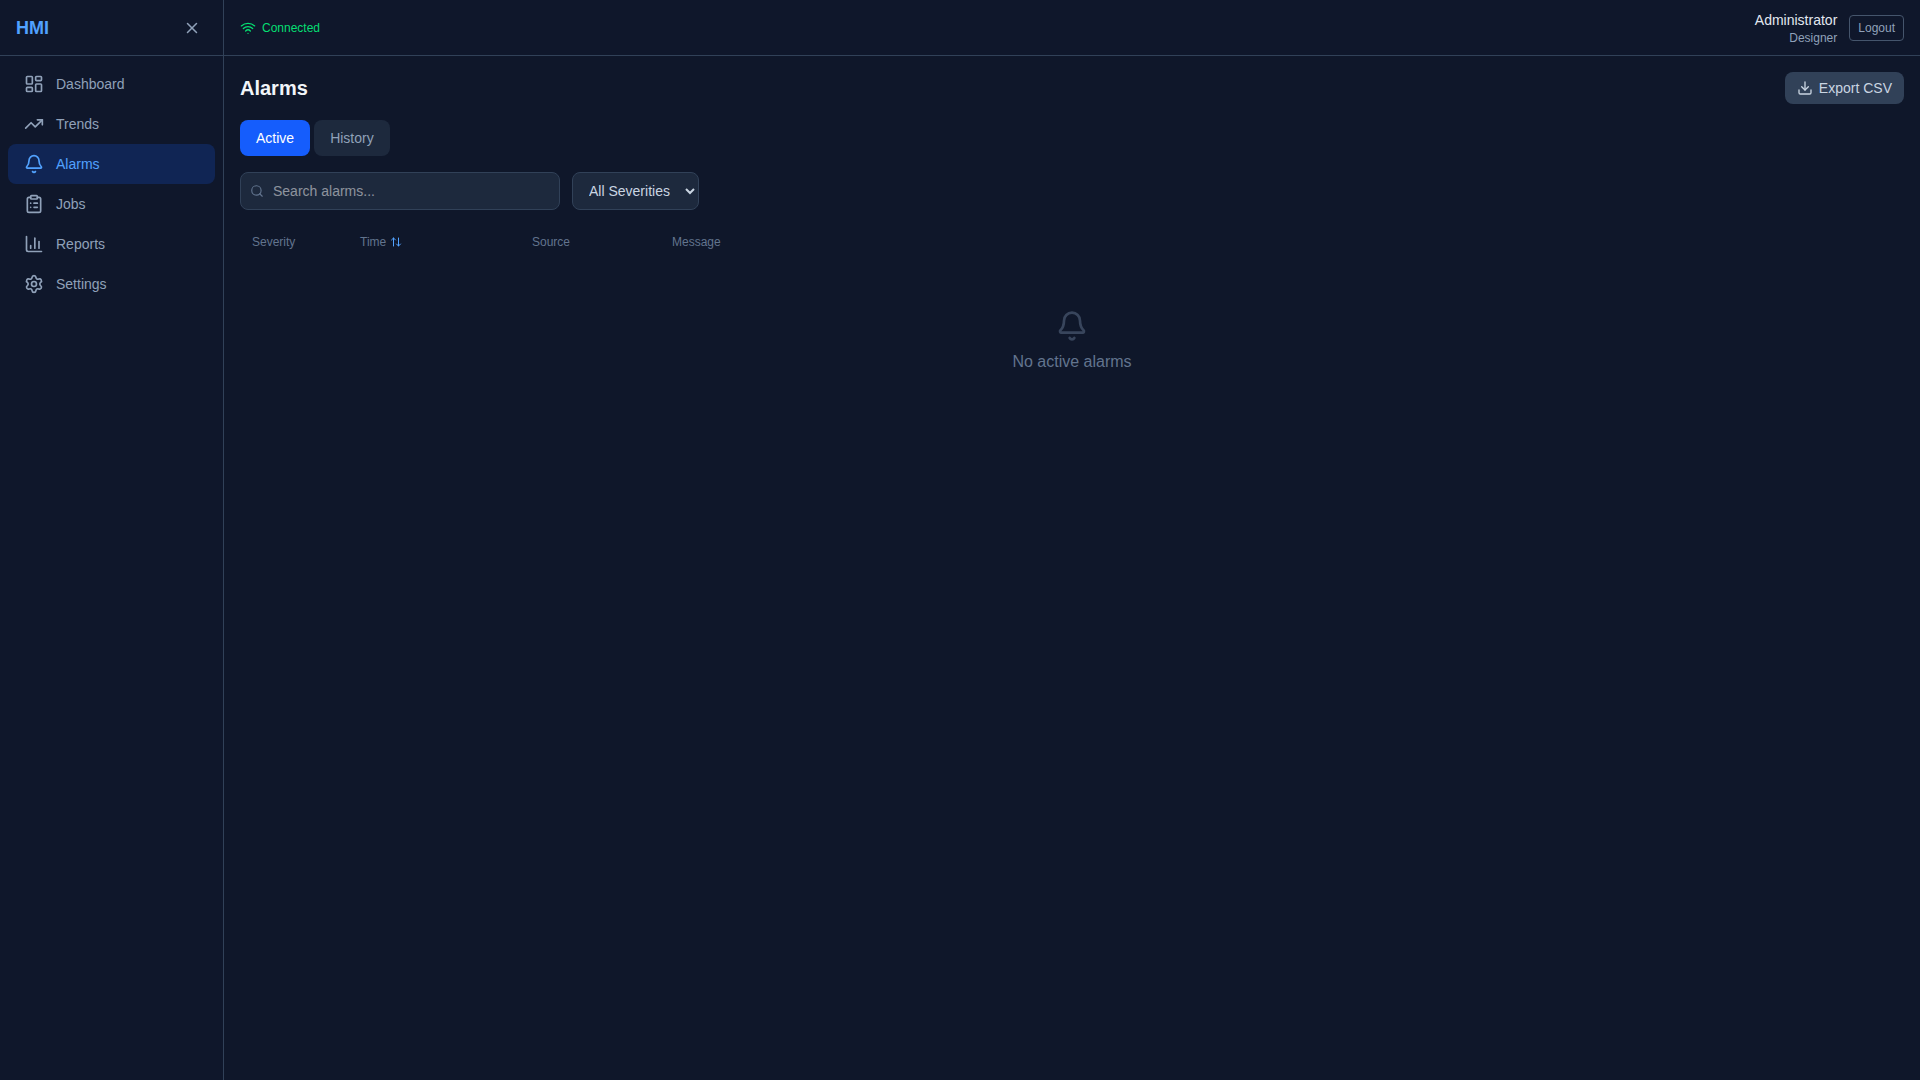 HMI
Connected
Administrator
Designer
Logout
Dashboard
Trends
Alarms
Jobs
Reports
Settings
Alarms
Export CSV
Active
History
Search alarms...
All Severities
Severity
Time
Source
Message
No active alarms